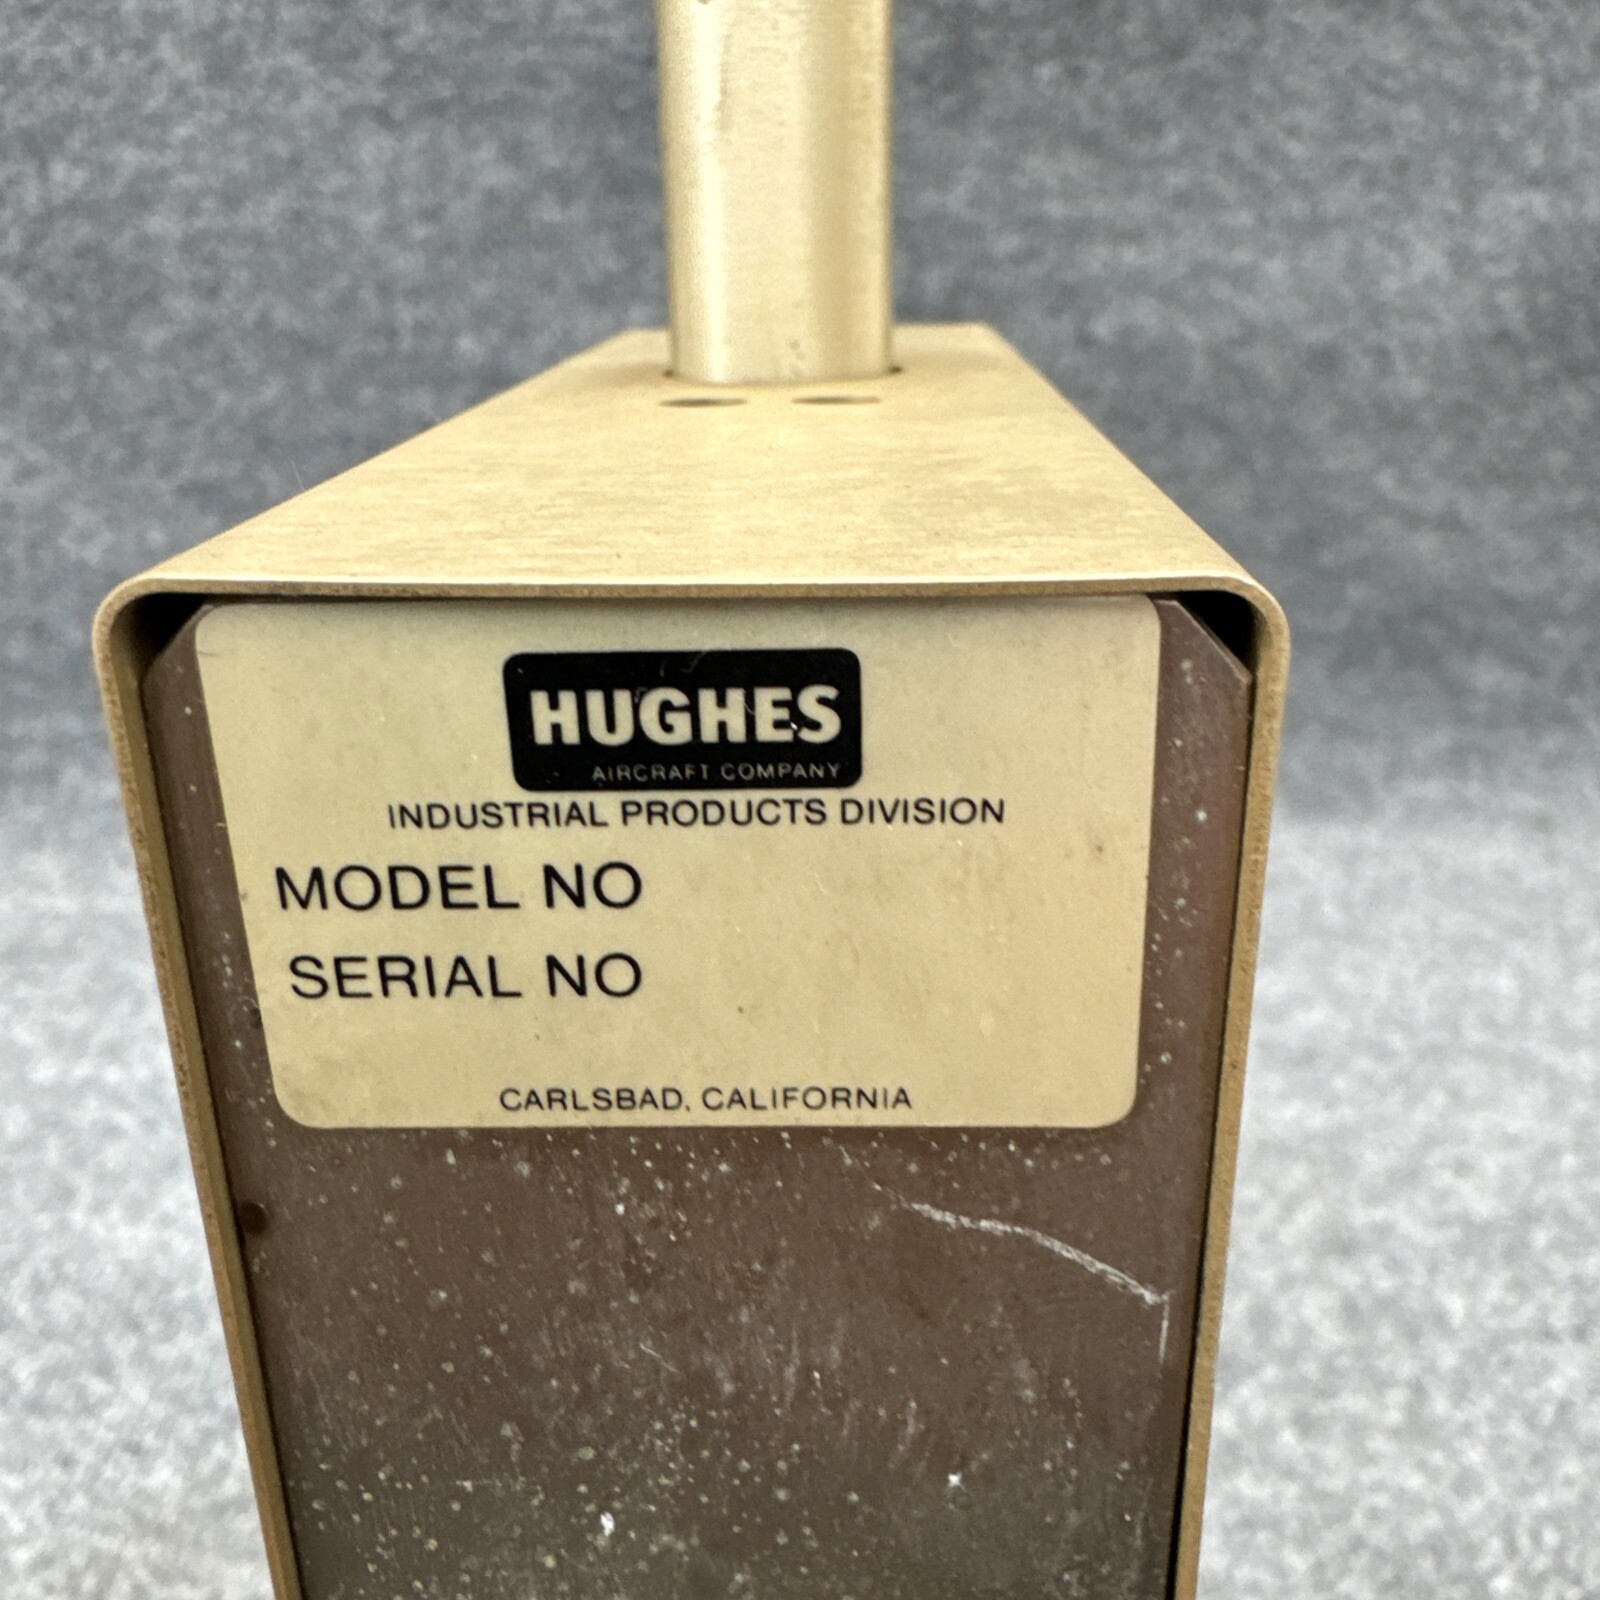 HUGHES
AIRCRAFT COMPANY
INDUSTRIAL PRODUCTS DIVISION
MODEL NO
SERIAL NO
CARLSBAD, CALIFORNIA